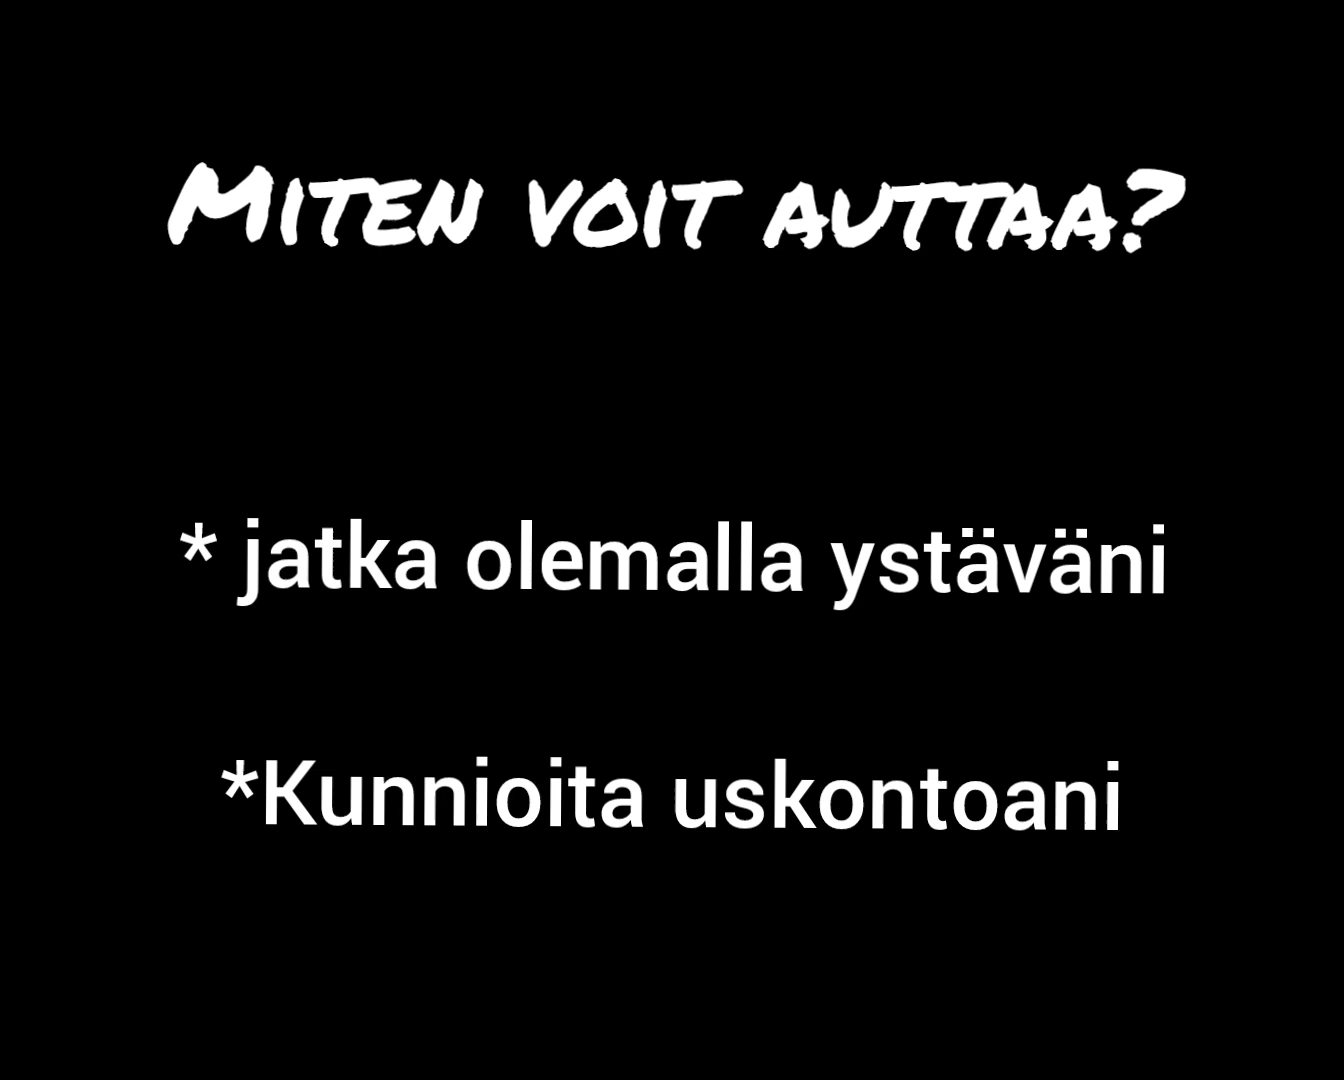 Miten voit auttaa?
* jatka olemalla ystäväni
*Kunnioita uskontoani